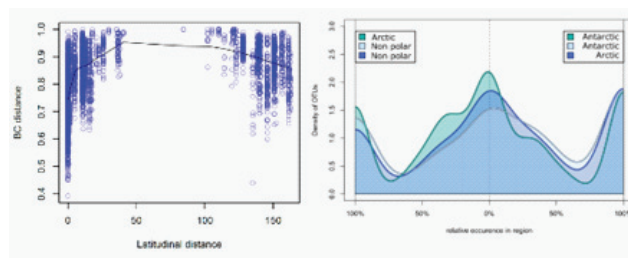 BC distance
1.0
0.9
0.8
0.7
0.6
0.5
0.4
0 50 100 150
Latitudinal distance
Density of OTUs
3.0
2.5
2.0
1.5
1.0
0.5
0.0
Arctic
Non polar
Non polar
Antarctic
Antarctic
Arctic
100% 50% 0% 50% 100%
relative occurence in region